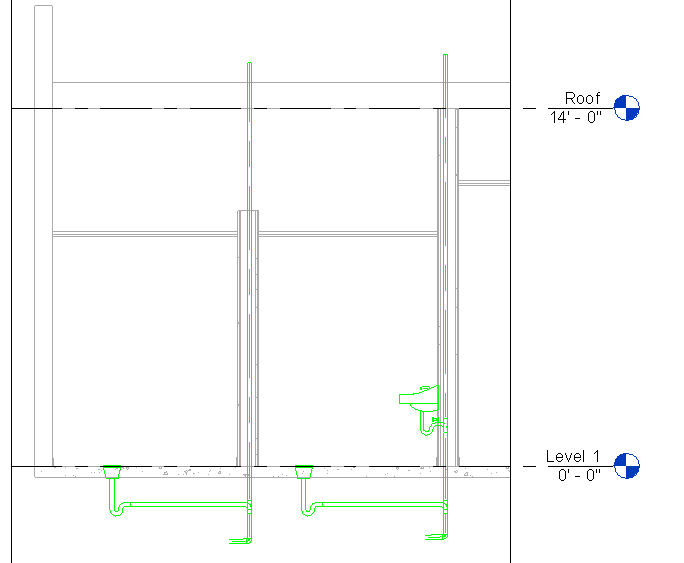 Roof
14' - 0"
Level 1
0' - 0"